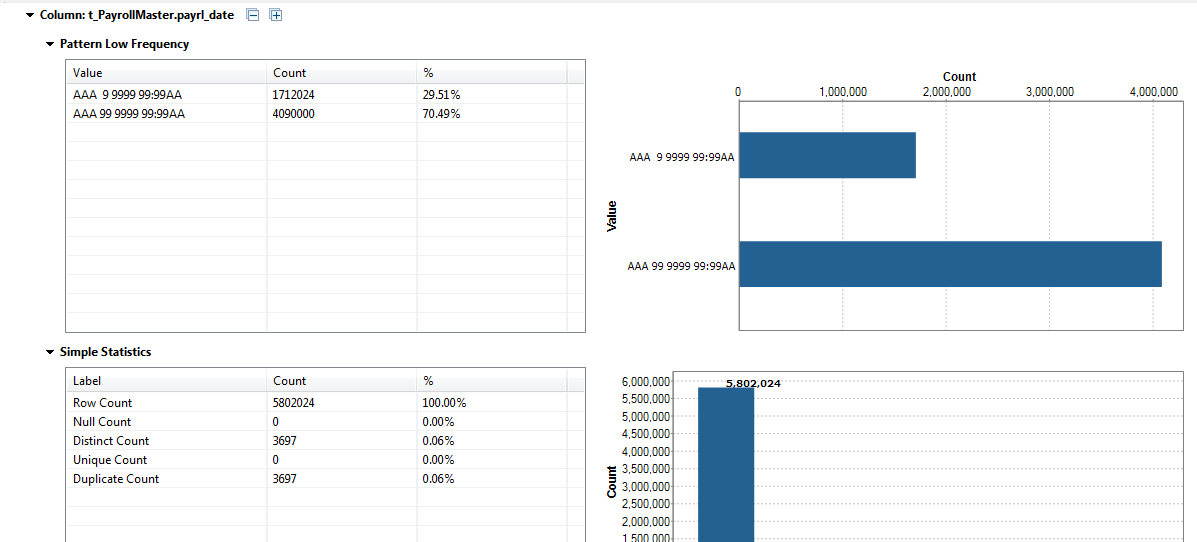 Column: t_PayrollMaster.payrl_date
Pattern Low Frequency
Value Count %
AAA  9 9999 99:99AA 1712024 29.51%
AAA 99 9999 99:99AA 4090000 70.49%
Count
0 1,000,000 2,000,000 3,000,000 4,000,000
AAA  9 9999 99:99AA
Value
AAA 99 9999 99:99AA
Simple Statistics
Label Count %
Row Count 5802024 100.00%
Null Count 0 0.00%
Distinct Count 3697 0.06%
Unique Count 0 0.00%
Duplicate Count 3697 0.06%
5,802,024
6,000,000
5,500,000
5,000,000
4,500,000
4,000,000
3,500,000
3,000,000
2,500,000
2,000,000
1,500,000
Count